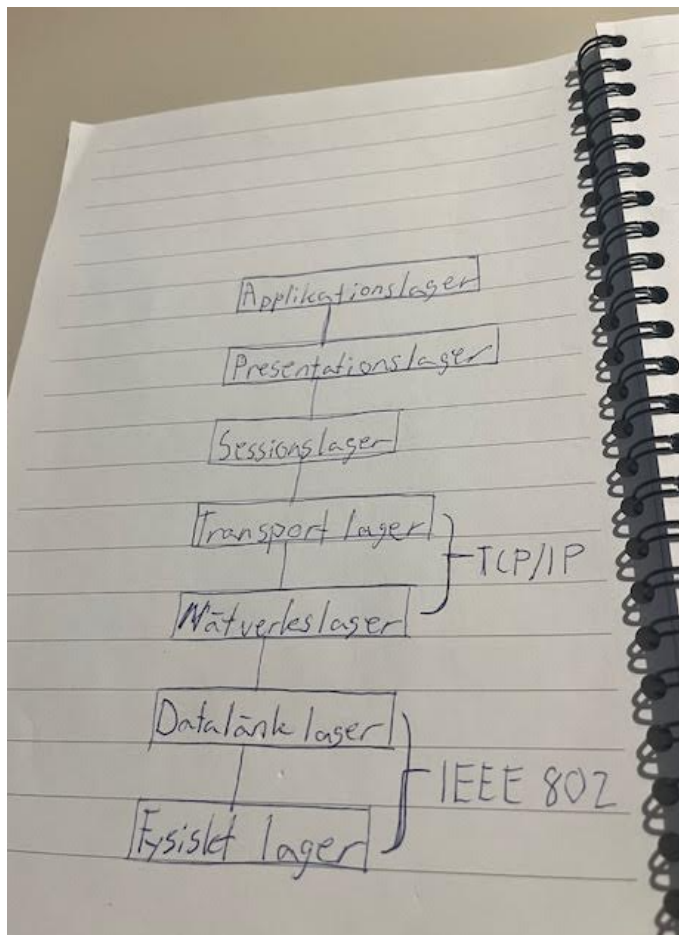 Applikationslager
Presentationslager
Sessionslager
Transport lager
TCP/IP
Nätverkslager
Datalänk lager
IEEE 802
Fysiskt lager